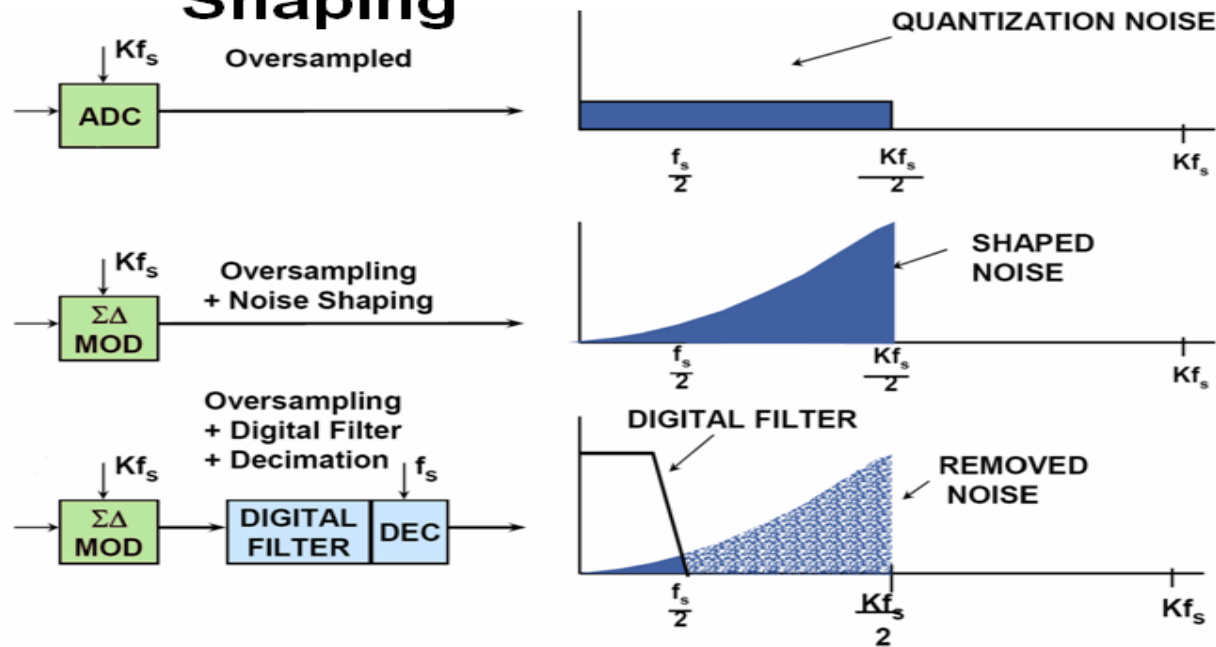 Shaping
Kfs
Oversampled
ADC
QUANTIZATION NOISE
fs
2
Kfs
2
Kfs
Kfs
Oversampling
+ Noise Shaping
ΣΔ
MOD
SHAPED
NOISE
fs
2
Kfs
2
Kfs
Oversampling
+ Digital Filter
+ Decimation
Kfs
fs
ΣΔ
MOD
DIGITAL
FILTER
DEC
DIGITAL FILTER
REMOVED
NOISE
fs
2
Kfs
2
Kfs